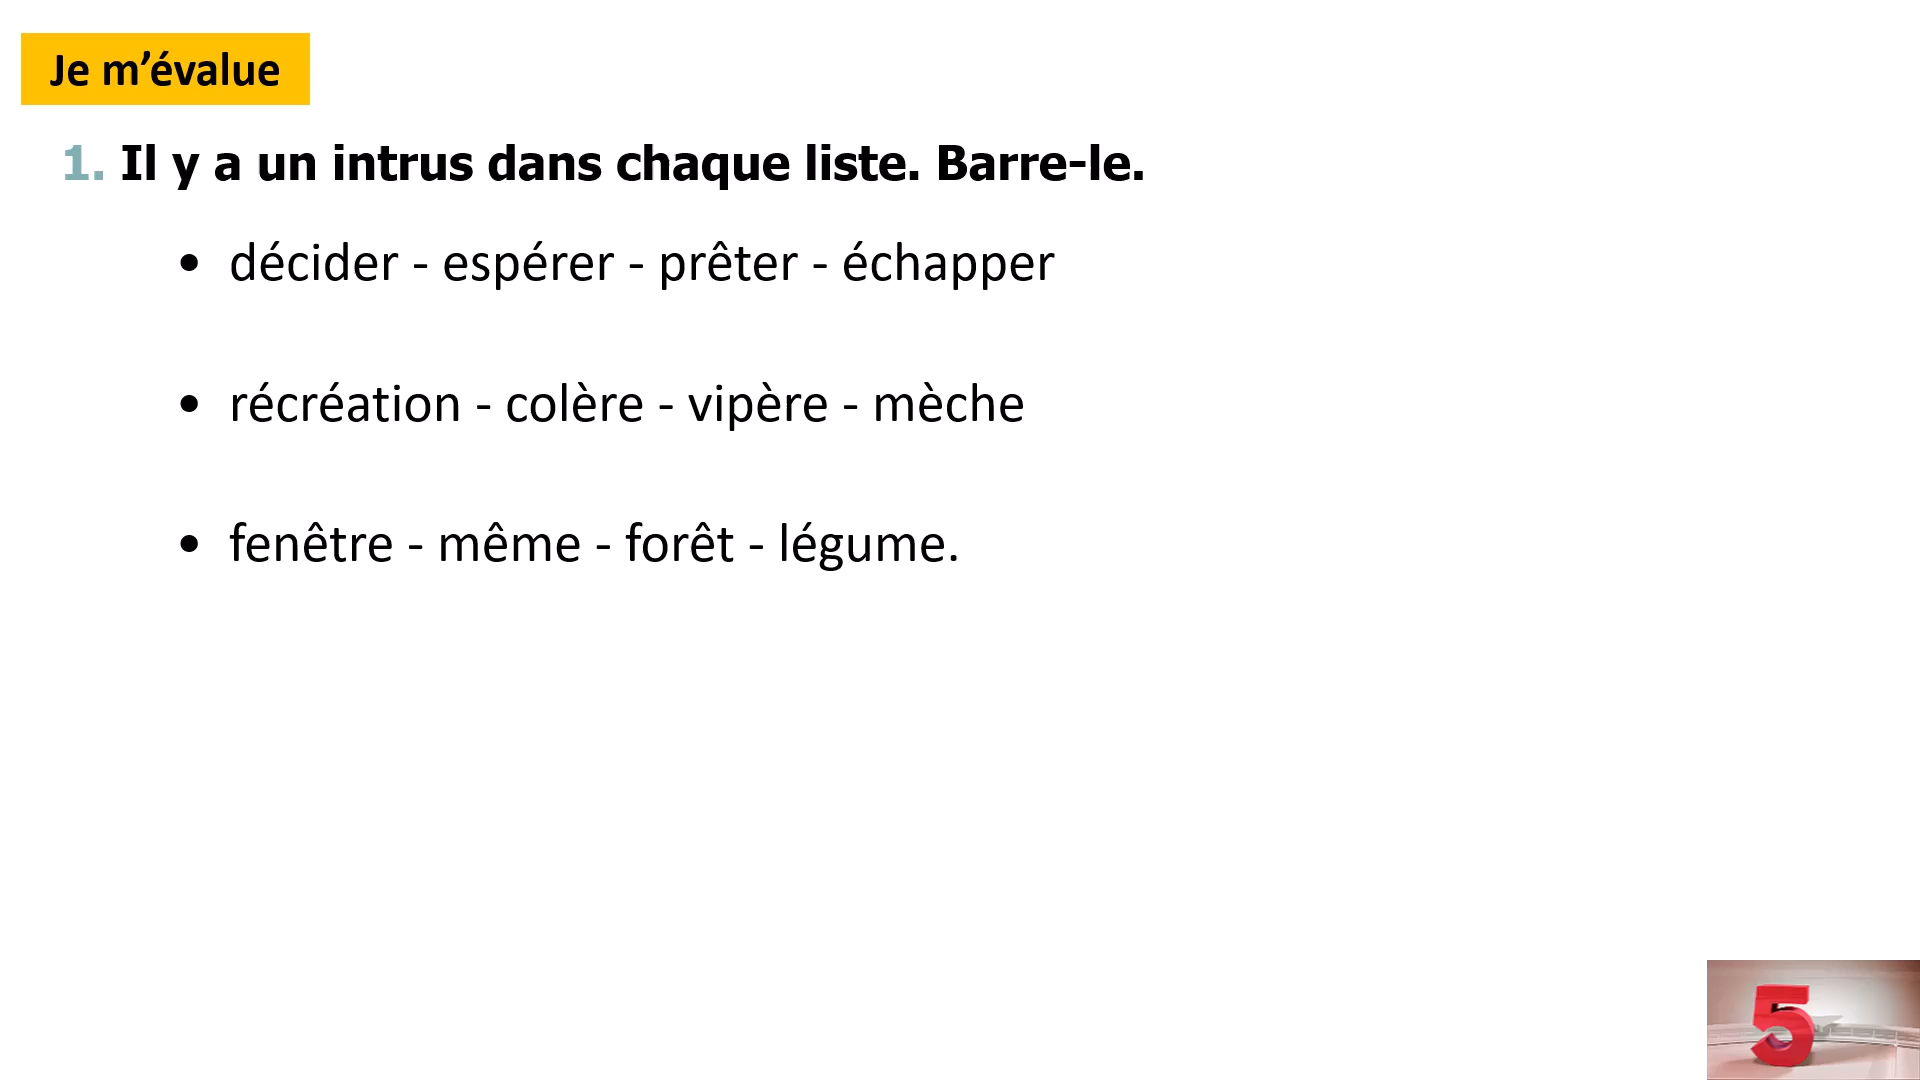 Je m’évalue
1. Il y a un intrus dans chaque liste. Barre-le.
• décider - espérer - prêter - échapper
• récréation - colère - vipère - mèche
• fenêtre - même - forêt - légume.
5